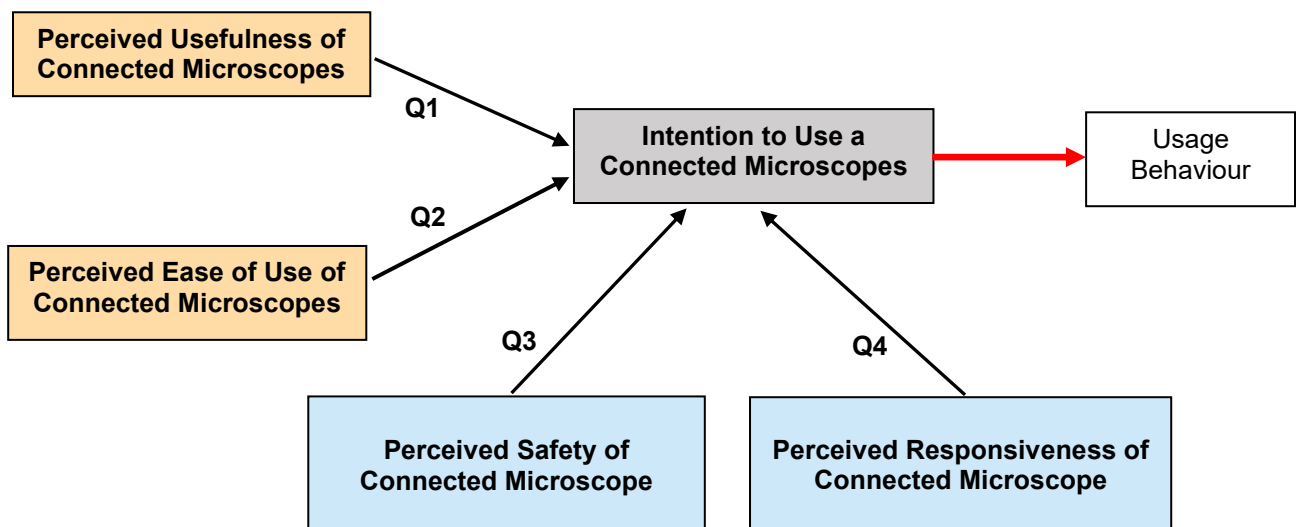 Perceived Usefulness of
Connected Microscopes
Q1
Intention to Use a
Connected Microscopes
Usage
Behaviour
Q2
Perceived Ease of Use of
Connected Microscopes
Q3
Q4
Perceived Safety of
Connected Microscope
Perceived Responsiveness of
Connected Microscope